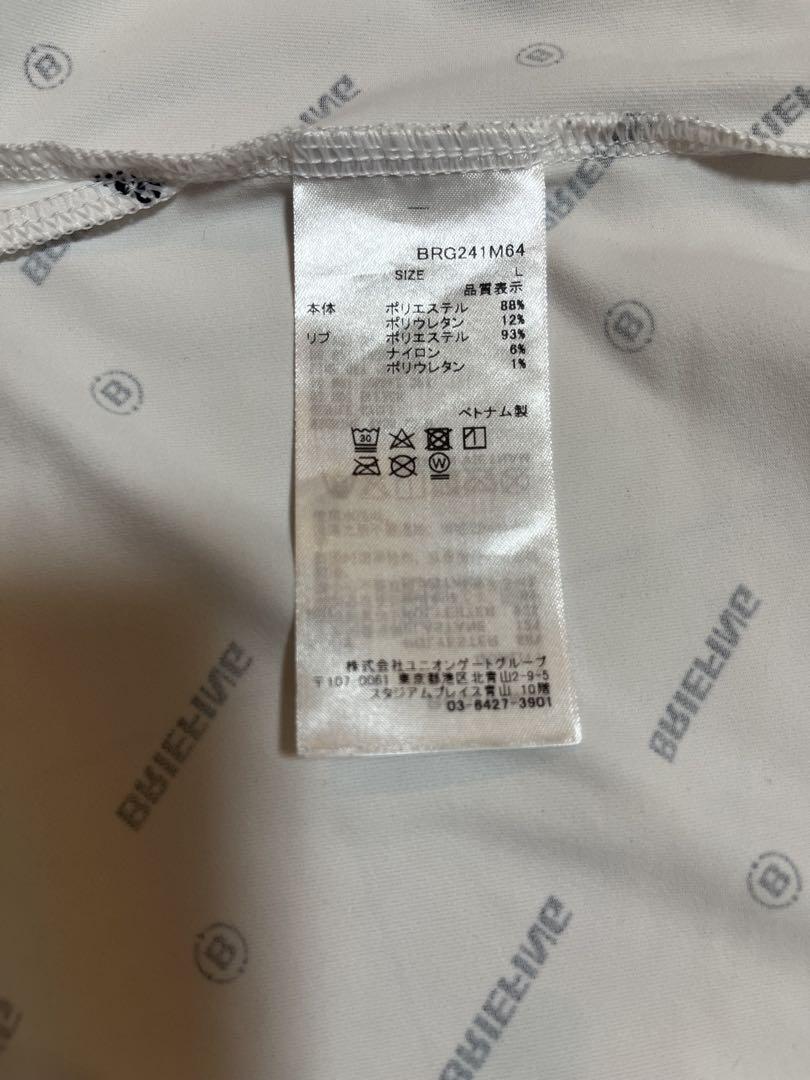 BRIEFING
BRG241M64
SIZE L
品質表示
本体 ポリエステル 88%
ポリウレタン 12%
リブ ポリエステル 93%
ナイロン 6%
ポリウレタン 1%
ベトナム製
30
W
株式会社ユニオンゲートグループ
〒107-0061 東京都港区北青山2-9-5
スタジアムプレイス青山 10階
03-6427-3901
BRIEFING
BRIEFING
BRIEFING